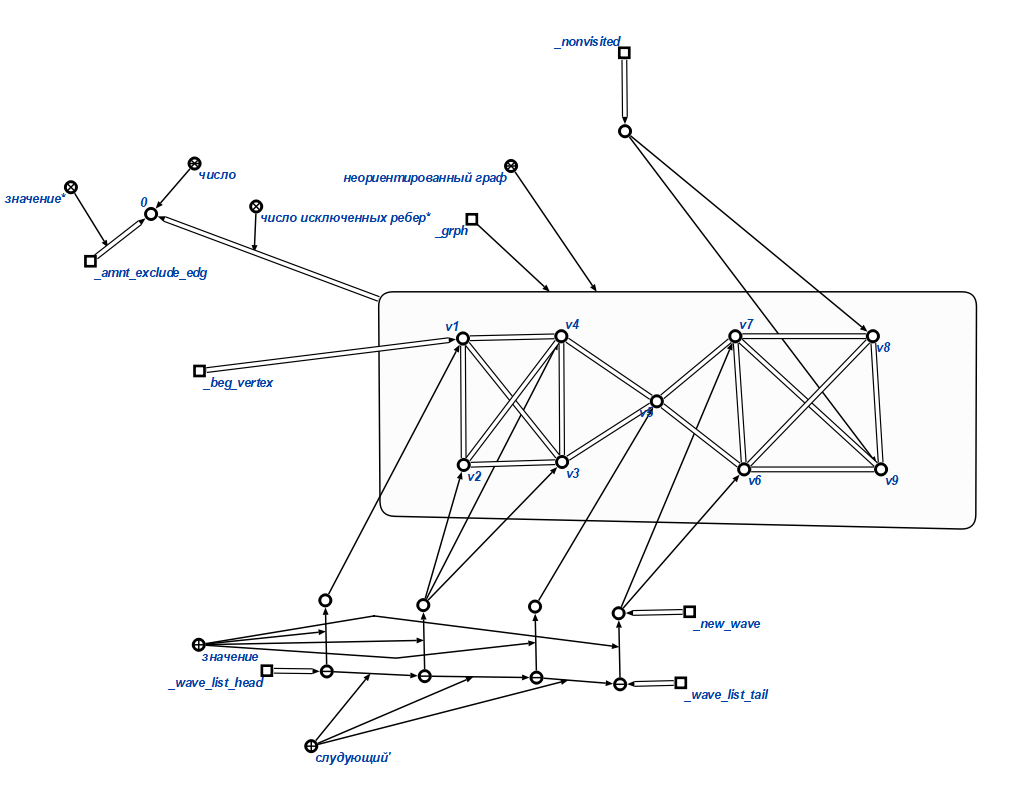 _nonvisited
число
неориентированный граф
значение*
0
число исключенных ребер*
_grph
_amnt_exclude_edg
v1
v4
v7
v8
_beg_vertex
v5
v2
v3
v6
v9
_new_wave
значение
_wave_list_head
_wave_list_tail
слудующий'